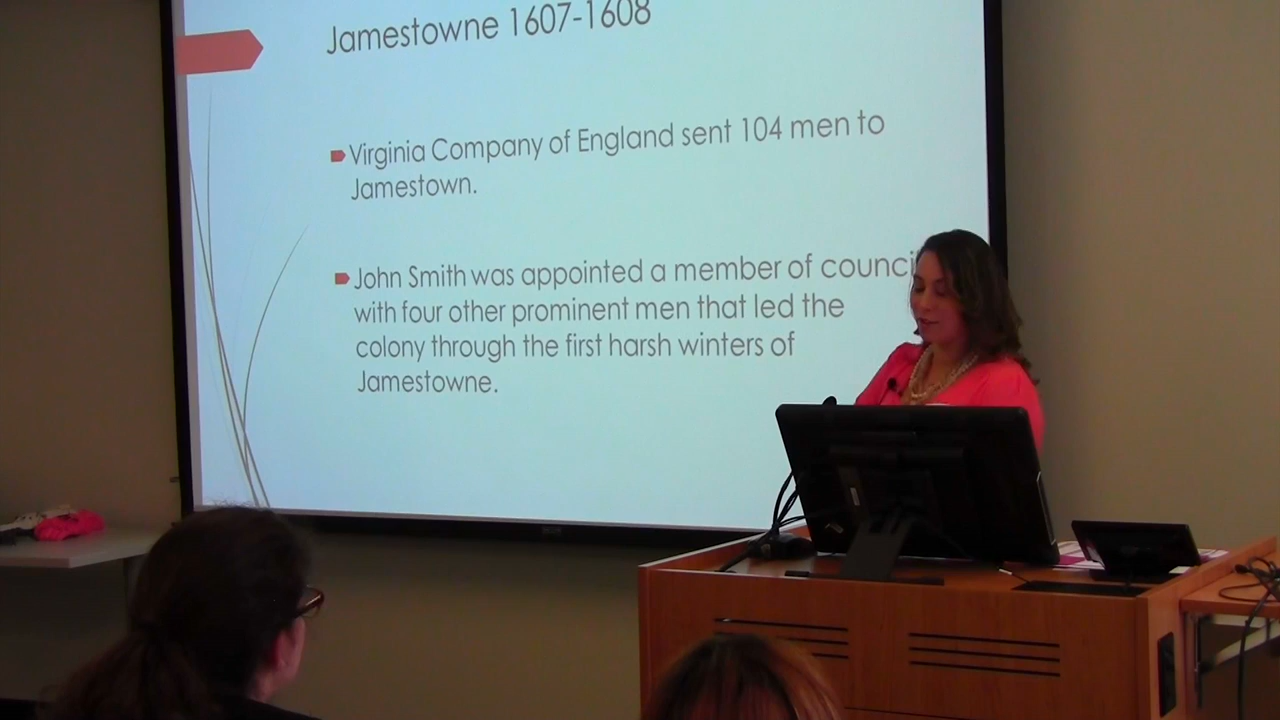 Jamestowne 1607-1608
Virginia Company of England sent 104 men to
Jamestown.
John Smith was appointed a member of counci
with four other prominent men that led the
colony through the first harsh winters of
Jamestowne.